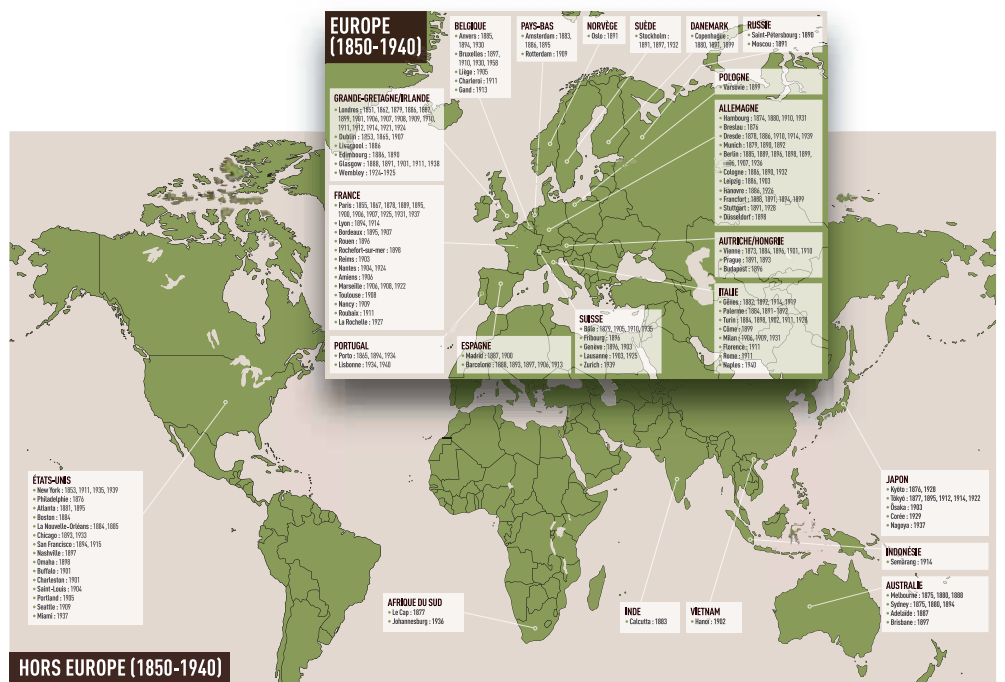 EUROPE
(1850-1940)
BELGIQUE
• Anvers : 1885,
1894, 1930
• Bruxelles : 1897,
1910, 1930, 1958
• Liège : 1905
• Charleroi : 1911
• Gand : 1913
PAYS-BAS
• Amsterdam : 1883,
1886, 1895
• Rotterdam : 1909
NORVÈGE
• Oslo : 1891
SUÈDE
• Stockholm :
1891, 1897, 1932
DANEMARK
• Copenhague :
1880, 1891, 1899
RUSSIE
• Saint-Pétersbourg : 1890
• Moscou : 1891
POLOGNE
• Varsovie : 1899
GRANDE-GRETAGNE/IRLANDE
• Londres : 1851, 1862, 1879, 1886, 1887,
1899, 1901, 1906, 1907, 1908, 1909, 1910,
1911, 1912, 1914, 1921, 1924
• Dublin : 1853, 1865, 1907
• Liverpool : 1886
• Edimbourg : 1886, 1890
• Glasgow : 1888, 1891, 1901, 1911, 1938
• Wembley : 1924-1925
ALLEMAGNE
• Hambourg : 1874, 1880, 1910, 1931
• Breslau : 1876
• Dresde : 1878, 1886, 1910, 1914, 1939
• Munich : 1879, 1890, 1892
• Berlin : 1885, 1889, 1896, 1898, 1899,
1907, 1936
• Cologne : 1886, 1890, 1932
• Leipzig : 1886, 1903
• Hanovre : 1886, 1926
• Francfort : 1888, 1891, 1894, 1899
• Stuttgart : 1891, 1928
• Düsseldorf : 1898
FRANCE
• Paris : 1855, 1867, 1878, 1889, 1895,
1900, 1906, 1907, 1925, 1931, 1937
• Lyon : 1894, 1914
• Bordeaux : 1895, 1907
• Rouen : 1896
• Rochefort-sur-mer : 1898
• Reims : 1903
• Nantes : 1904, 1924
• Amiens : 1906
• Marseille : 1906, 1908, 1922
• Toulouse : 1908
• Nancy : 1909
• Roubaix : 1911
• La Rochelle : 1927
AUTRICHE/HONGRIE
• Vienne : 1873, 1884, 1896, 1901, 1910
• Prague : 1891, 1893
• Budapest : 1896
ITALIE
• Gênes : 1882, 1892, 1914, 1919
• Palerme : 1884, 1891-1892
• Turin : 1884, 1898, 1902, 1911, 1928
• Côme : 1899
• Milan : 1906, 1909, 1931
• Florence : 1911
• Rome : 1911
• Naples : 1940
PORTUGAL
• Porto : 1865, 1894, 1934
• Lisbonne : 1934, 1940
ESPAGNE
• Madrid : 1887, 1900
• Barcelone : 1888, 1893, 1897, 1906, 1913
SUISSE
• Bâle : 1879, 1905, 1910, 1935
• Fribourg : 1896
• Genève : 1896, 1903
• Lausanne : 1903, 1925
• Zurich : 1939
ÉTATS-UNIS
• New York : 1853, 1911, 1935, 1939
• Philadelphie : 1876
• Atlanta : 1881, 1895
• Boston : 1884
• La Nouvelle-Orléans : 1884, 1885
• Chicago : 1893, 1933
• San Francisco : 1894, 1915
• Nashville : 1897
• Omaha : 1898
• Buffalo : 1901
• Charleston : 1901
• Saint-Louis : 1904
• Portland : 1905
• Seattle : 1909
• Miami : 1937
JAPON
• Kyôto : 1876, 1928
• Tôkyô : 1877, 1895, 1912, 1914, 1922
• Ôsaka : 1903
• Corée : 1929
• Nagoya : 1937
INDONÉSIE
• Semarang : 1914
AUSTRALIE
• Melbourne : 1875, 1880, 1888
• Sydney : 1875, 1880, 1894
• Adelaïde : 1887
• Brisbane : 1897
AFRIQUE DU SUD
• Le Cap : 1877
• Johannesburg : 1936
INDE
• Calcutta : 1883
VIETNAM
• Hanoï : 1902
HORS EUROPE (1850-1940)